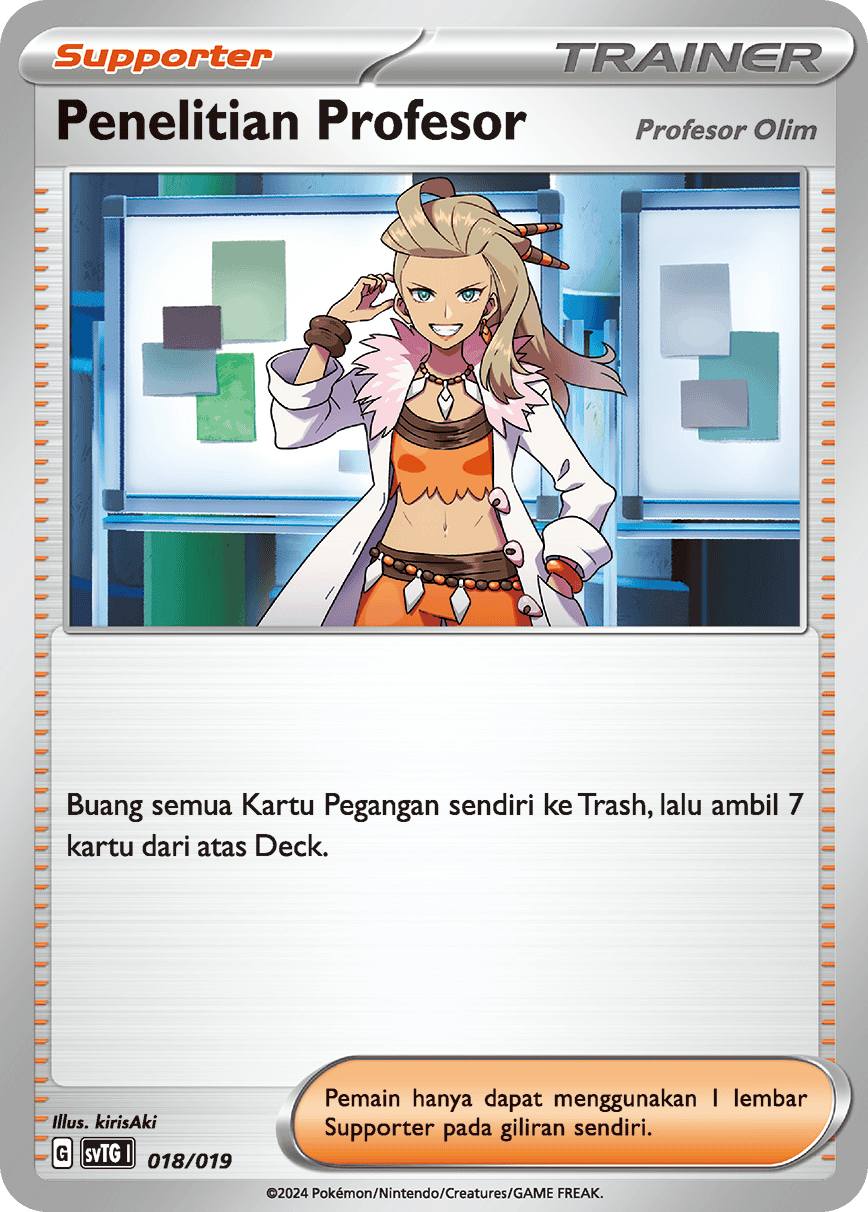 Supporter
TRAINER
Penelitian Profesor
Profesor Olim
Buang semua Kartu Pegangan sendiri ke Trash, lalu ambil 7
kartu dari atas Deck.
Pemain hanya dapat menggunakan 1 lembar
Supporter pada giliran sendiri.
Illus. kirisAki
G svTG I 018/019
©2024 Pokémon/Nintendo/Creatures/GAME FREAK.